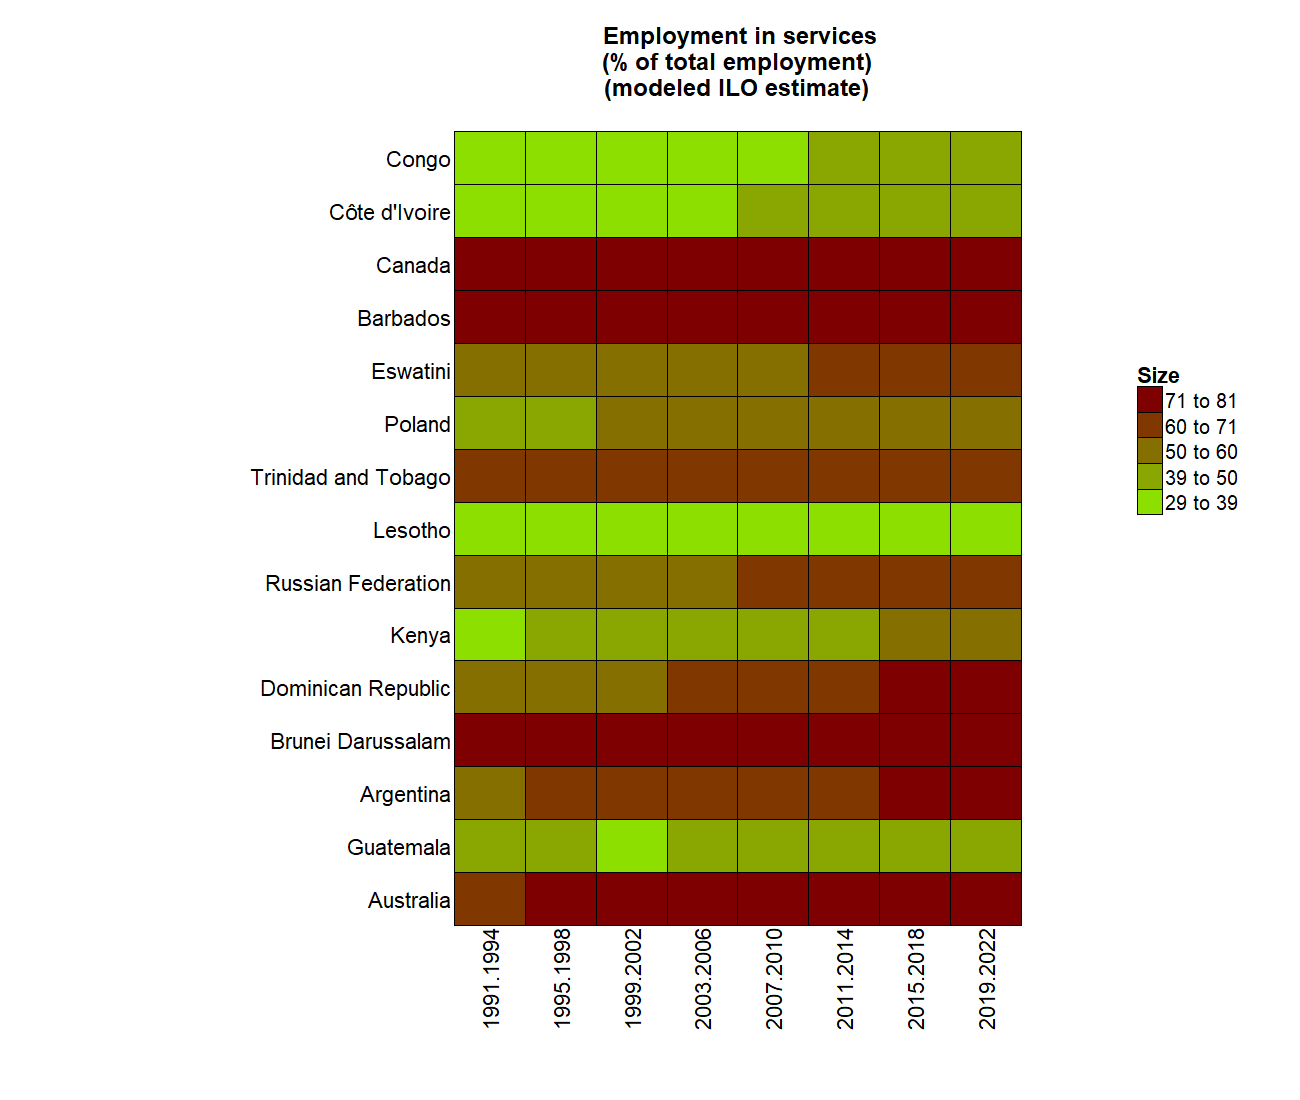 Employment in services
(% of total employment)
(modeled ILO estimate)
Congo
Côte d'Ivoire
Canada
Barbados
Eswatini
Poland
Trinidad and Tobago
Lesotho
Russian Federation
Kenya
Dominican Republic
Brunei Darussalam
Argentina
Guatemala
Australia
1991.1994
1995.1998
1999.2002
2003.2006
2007.2010
2011.2014
2015.2018
2019.2022
Size
71 to 81
60 to 71
50 to 60
39 to 50
29 to 39